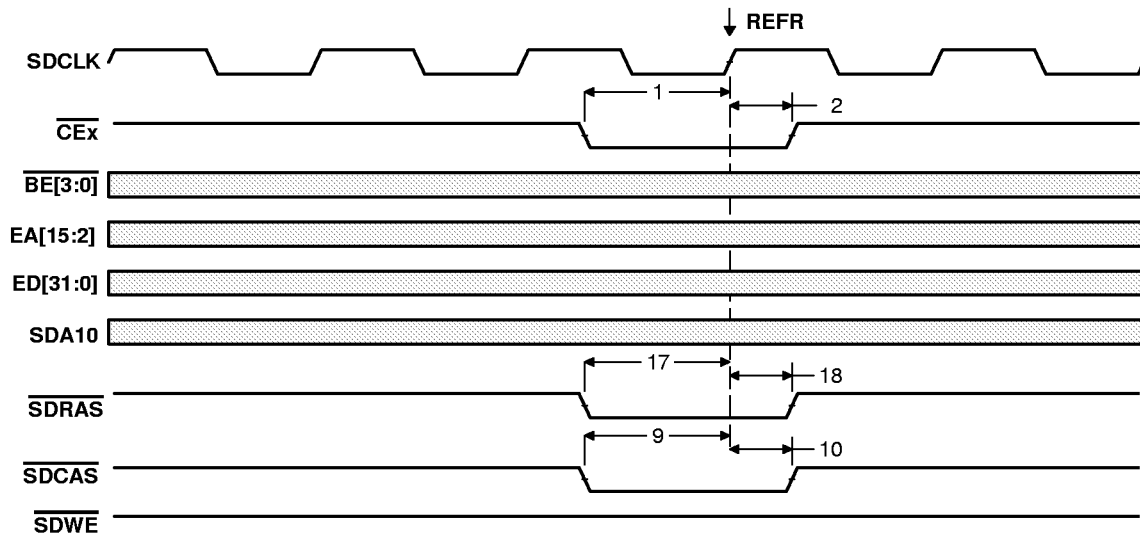 REFR
SDCLK
1
2
CEx
BE[3:0]
EA[15:2]
ED[31:0]
SDA10
17
18
SDRAS
9
10
SDCAS
SDWE